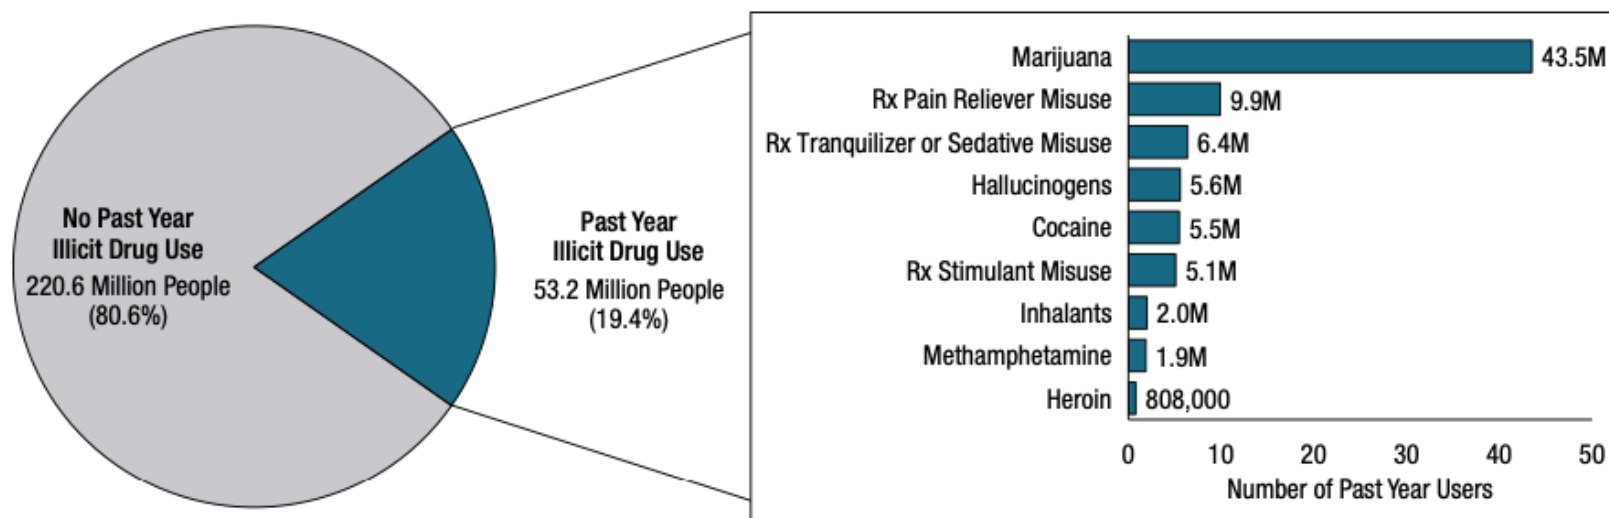 No Past Year
Illicit Drug Use
220.6 Million People
(80.6%)
Past Year
Illicit Drug Use
53.2 Million People
(19.4%)
Marijuana 43.5M
Rx Pain Reliever Misuse 9.9M
Rx Tranquilizer or Sedative Misuse 6.4M
Hallucinogens 5.6M
Cocaine 5.5M
Rx Stimulant Misuse 5.1M
Inhalants 2.0M
Methamphetamine 1.9M
Heroin 808,000
0 10 20 30 40 50
Number of Past Year Users